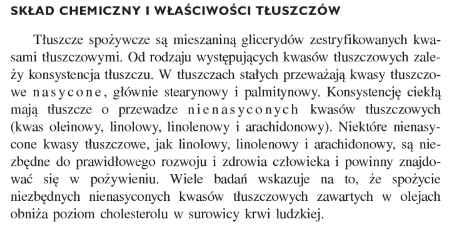 SKŁAD CHEMICZNY I WŁAŚCIWOŚCI TŁUSZCZÓW
Tłuszcze spożywcze są mieszaniną glicerydów zestryfikowanych kwa-
sami tłuszczowymi. Od rodzaju występujących kwasów tłuszczowych zale-
ży konsystencja tłuszczu. W tłuszczach stałych przeważają kwasy tłuszczo-
we nasycone, głównie stearynowy i palmitynowy. Konsystencję ciekłą
mają tłuszcze o przewadze nienasyconych kwasów tłuszczowych
(kwas oleinowy, linolowy, linolenowy i arachidonowy). Niektóre nienasy-
cone kwasy tłuszczowe, jak linolowy, linolenowy i arachidonowy, są nie-
zbędne do prawidłowego rozwoju i zdrowia człowieka i powinny znajdo-
wać się w pożywieniu. Wiele badań wskazuje na to, że spożycie
niezbędnych nienasyconych kwasów tłuszczowych zawartych w olejach
obniża poziom cholesterolu w surowicy krwi ludzkiej.